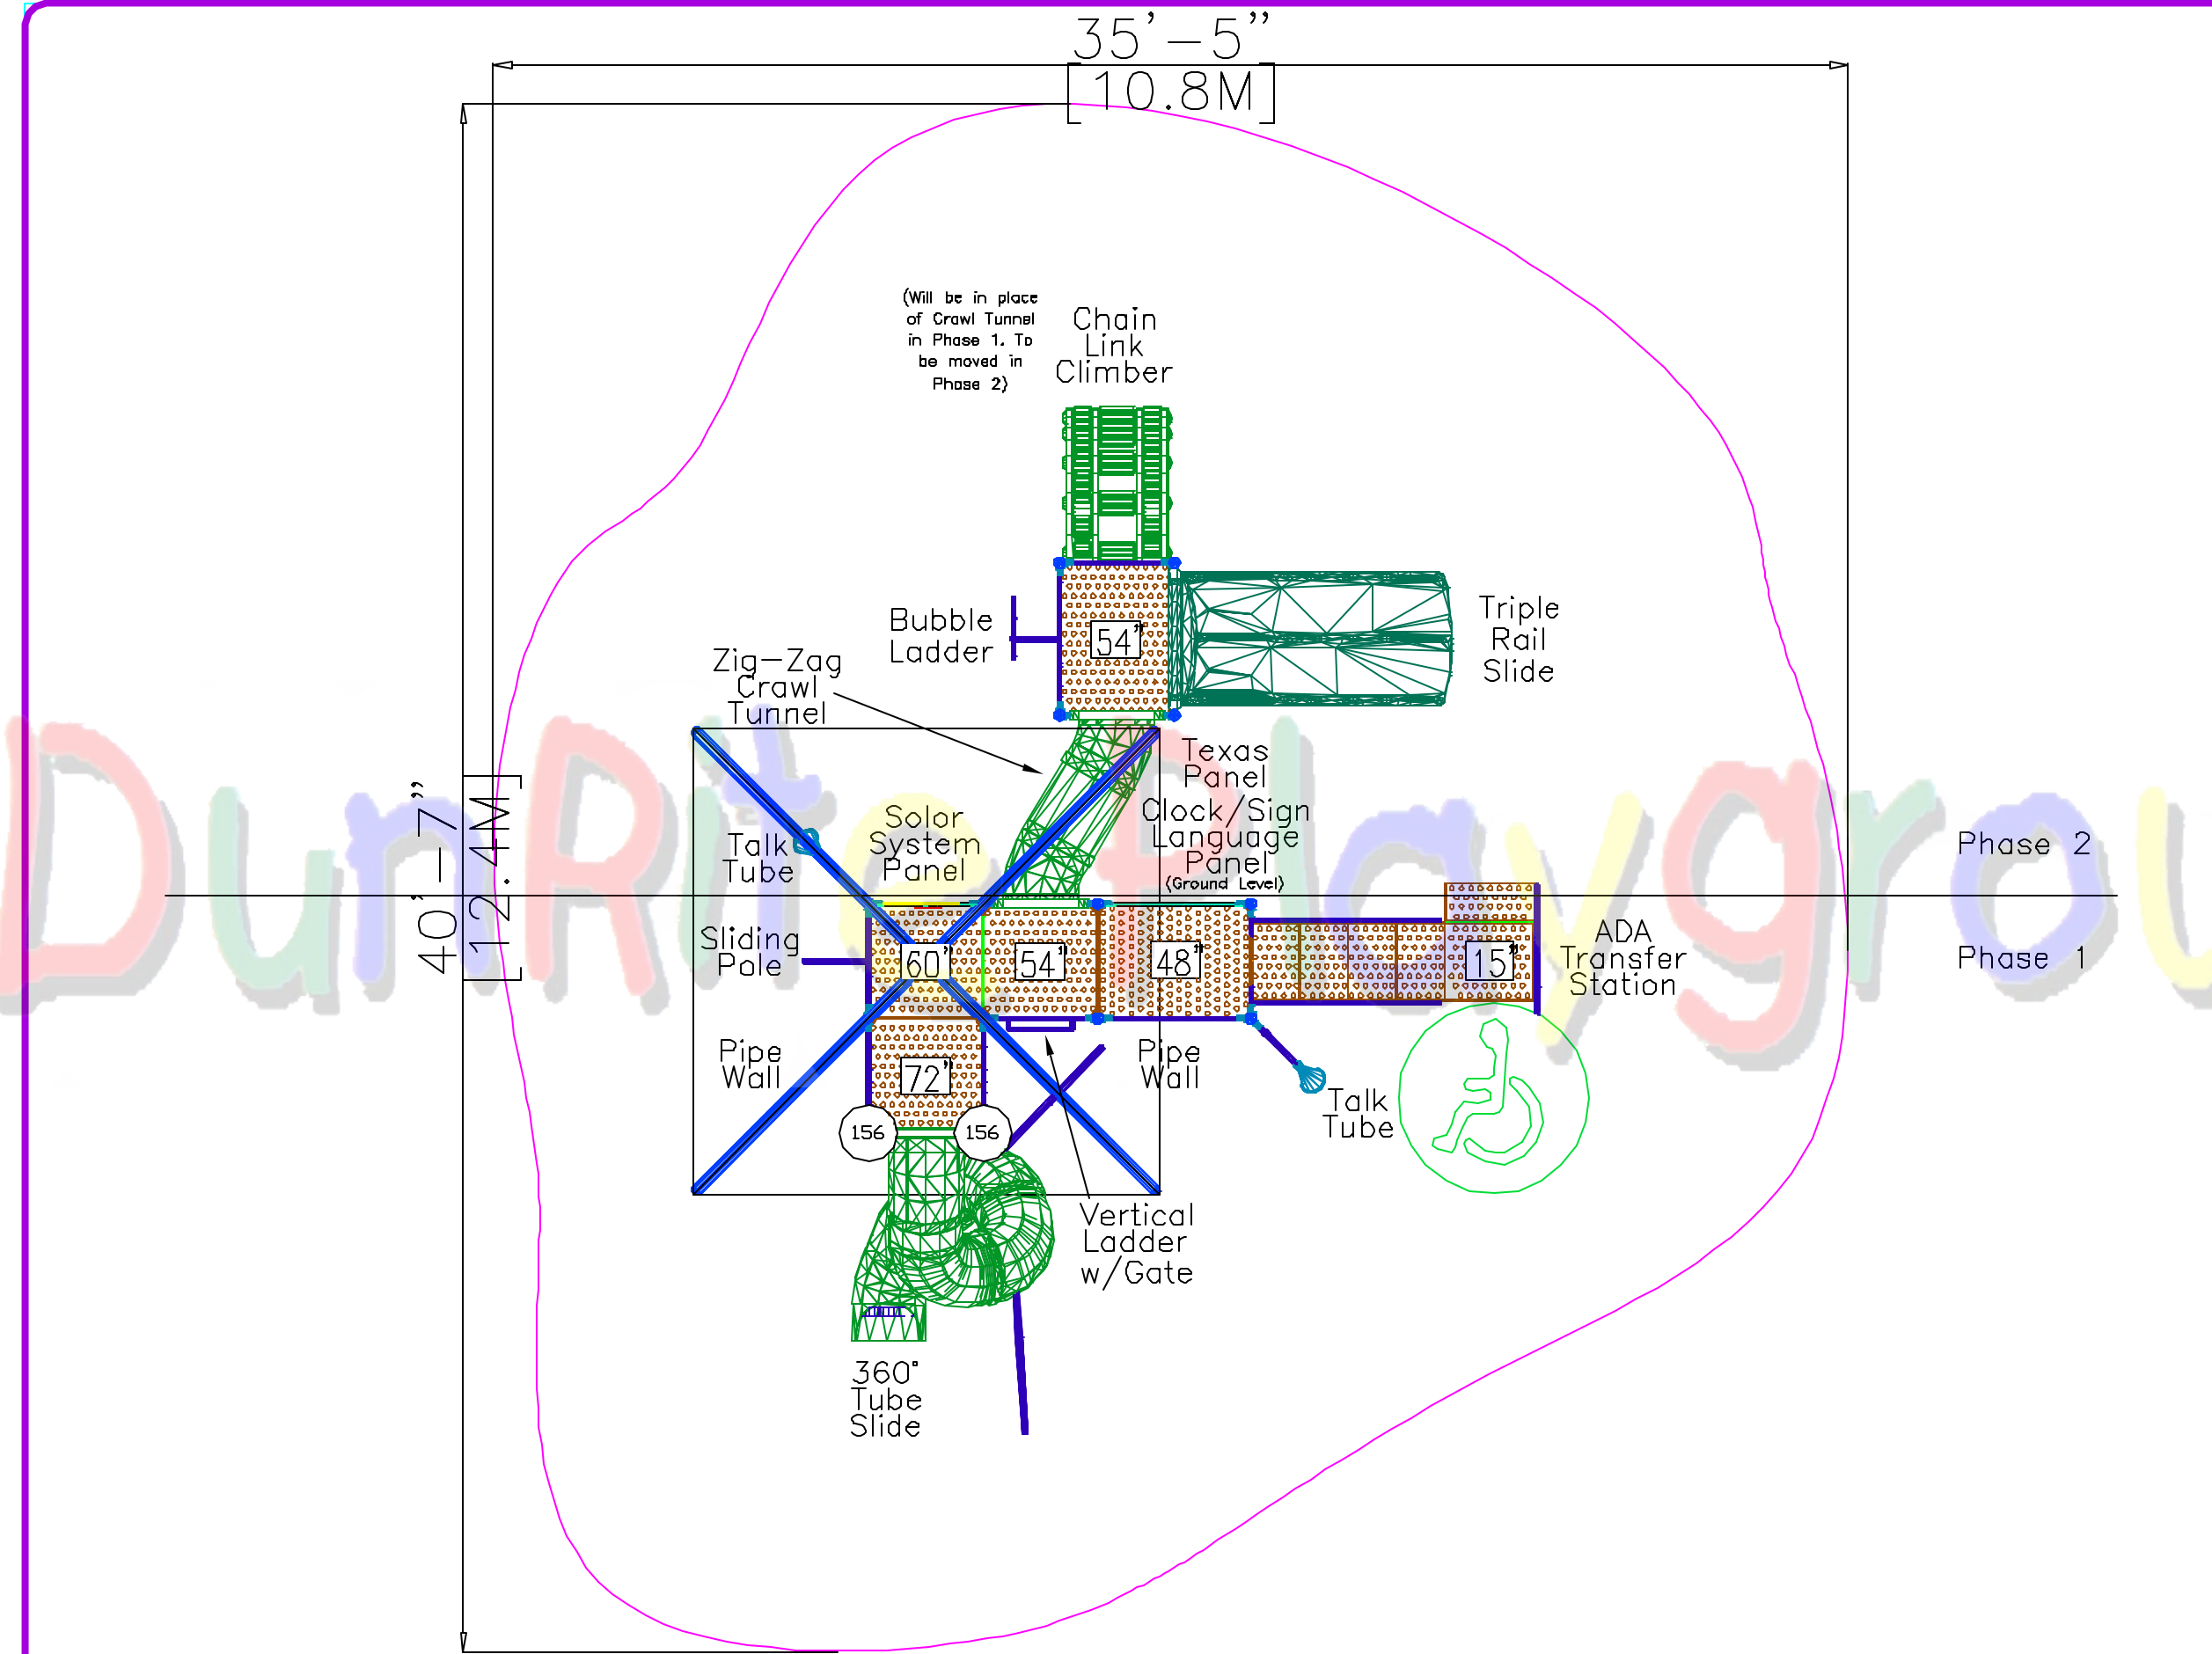 35'-5"
[10.8M]
(Will be in place
of Crawl Tunnel
in Phase 1. To
be moved in
Phase 2)
Chain
Link
Climber
Bubble
Ladder
54"
Triple
Rail
Slide
Zig-Zag
Crawl
Tunnel
Texas
Panel
Clock/Sign
Language
Panel
(Ground Level)
Solor
System
Panel
Talk
Tube
40'-7"
[12.4M]
DunRite Playgrou
Phase 2
Phase 1
Sliding
Pole
60"
54"
48"
15"
ADA
Transfer
Station
Pipe
Wall
72"
Pipe
Wall
Talk
Tube
156
156
Vertical
Ladder
w/Gate
360°
Tube
Slide